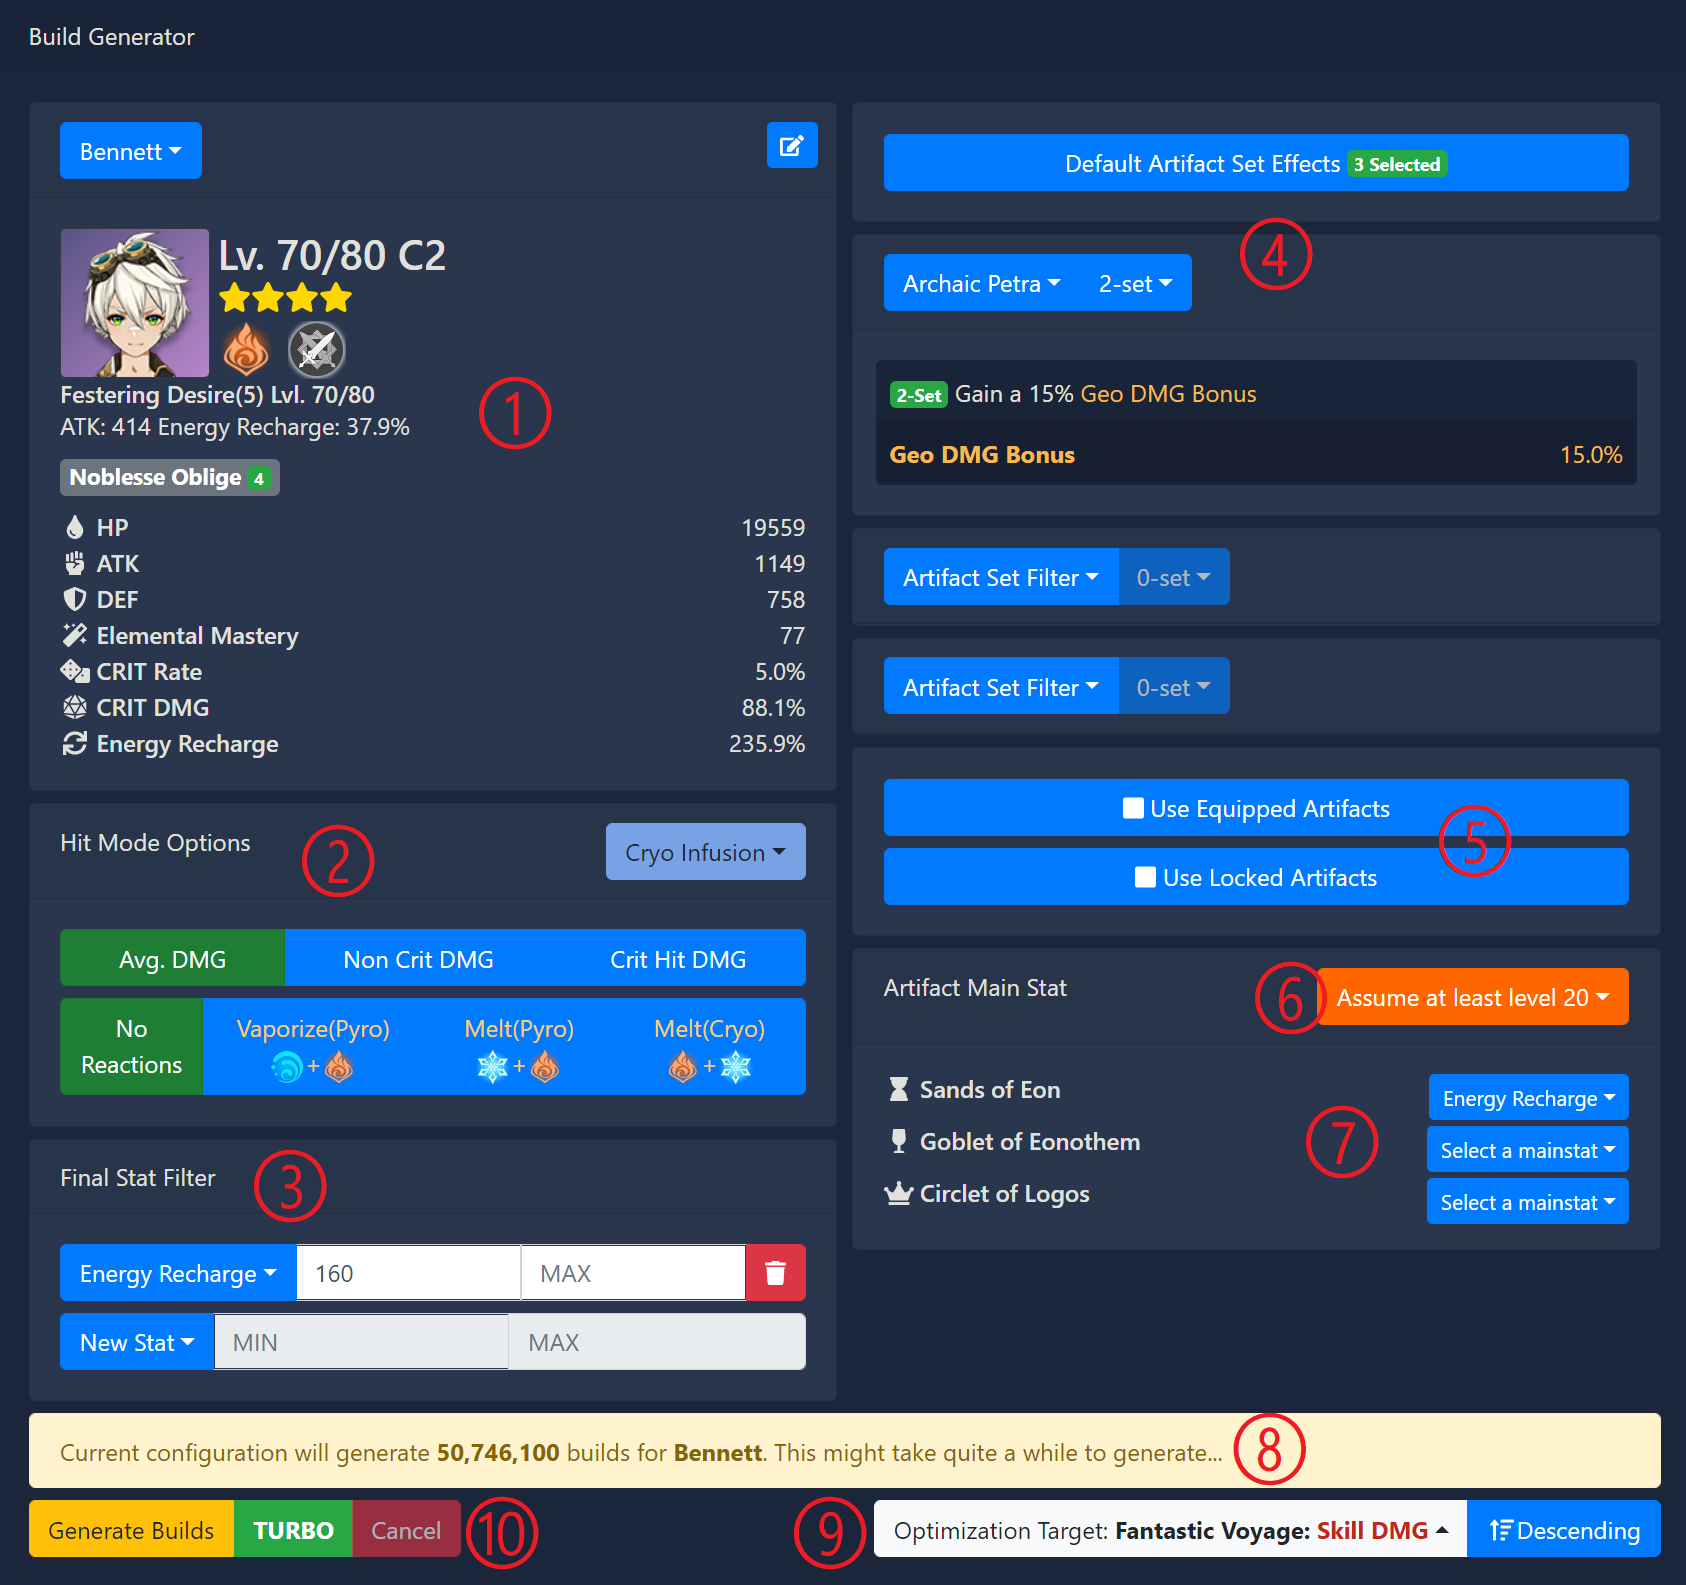 Build Generator
Bennett
Lv. 70/80 C2
Festering Desire(5) Lvl. 70/80
ATK: 414 Energy Recharge: 37.9%
1
Noblesse Oblige 4
HP 19559
ATK 1149
DEF 758
Elemental Mastery 77
CRIT Rate 5.0%
CRIT DMG 88.1%
Energy Recharge 235.9%
Hit Mode Options
2
Cryo Infusion
Avg. DMG Non Crit DMG Crit Hit DMG
No Reactions
Vaporize(Pyro)
+
Melt(Pyro)
+
Melt(Cryo)
+
Final Stat Filter
3
Energy Recharge 160 MAX
New Stat MIN MAX
Default Artifact Set Effects 3 Selected
4
Archaic Petra 2-set
2-Set Gain a 15% Geo DMG Bonus
Geo DMG Bonus 15.0%
Artifact Set Filter 0-set
Artifact Set Filter 0-set
Use Equipped Artifacts
5
Use Locked Artifacts
Artifact Main Stat
6
Assume at least level 20
Sands of Eon Energy Recharge
Goblet of Eonothem Select a mainstat
7
Circlet of Logos Select a mainstat
Current configuration will generate 50,746,100 builds for Bennett. This might take quite a while to generate...
8
Generate Builds TURBO Cancel
10
9
Optimization Target: Fantastic Voyage: Skill DMG
Descending